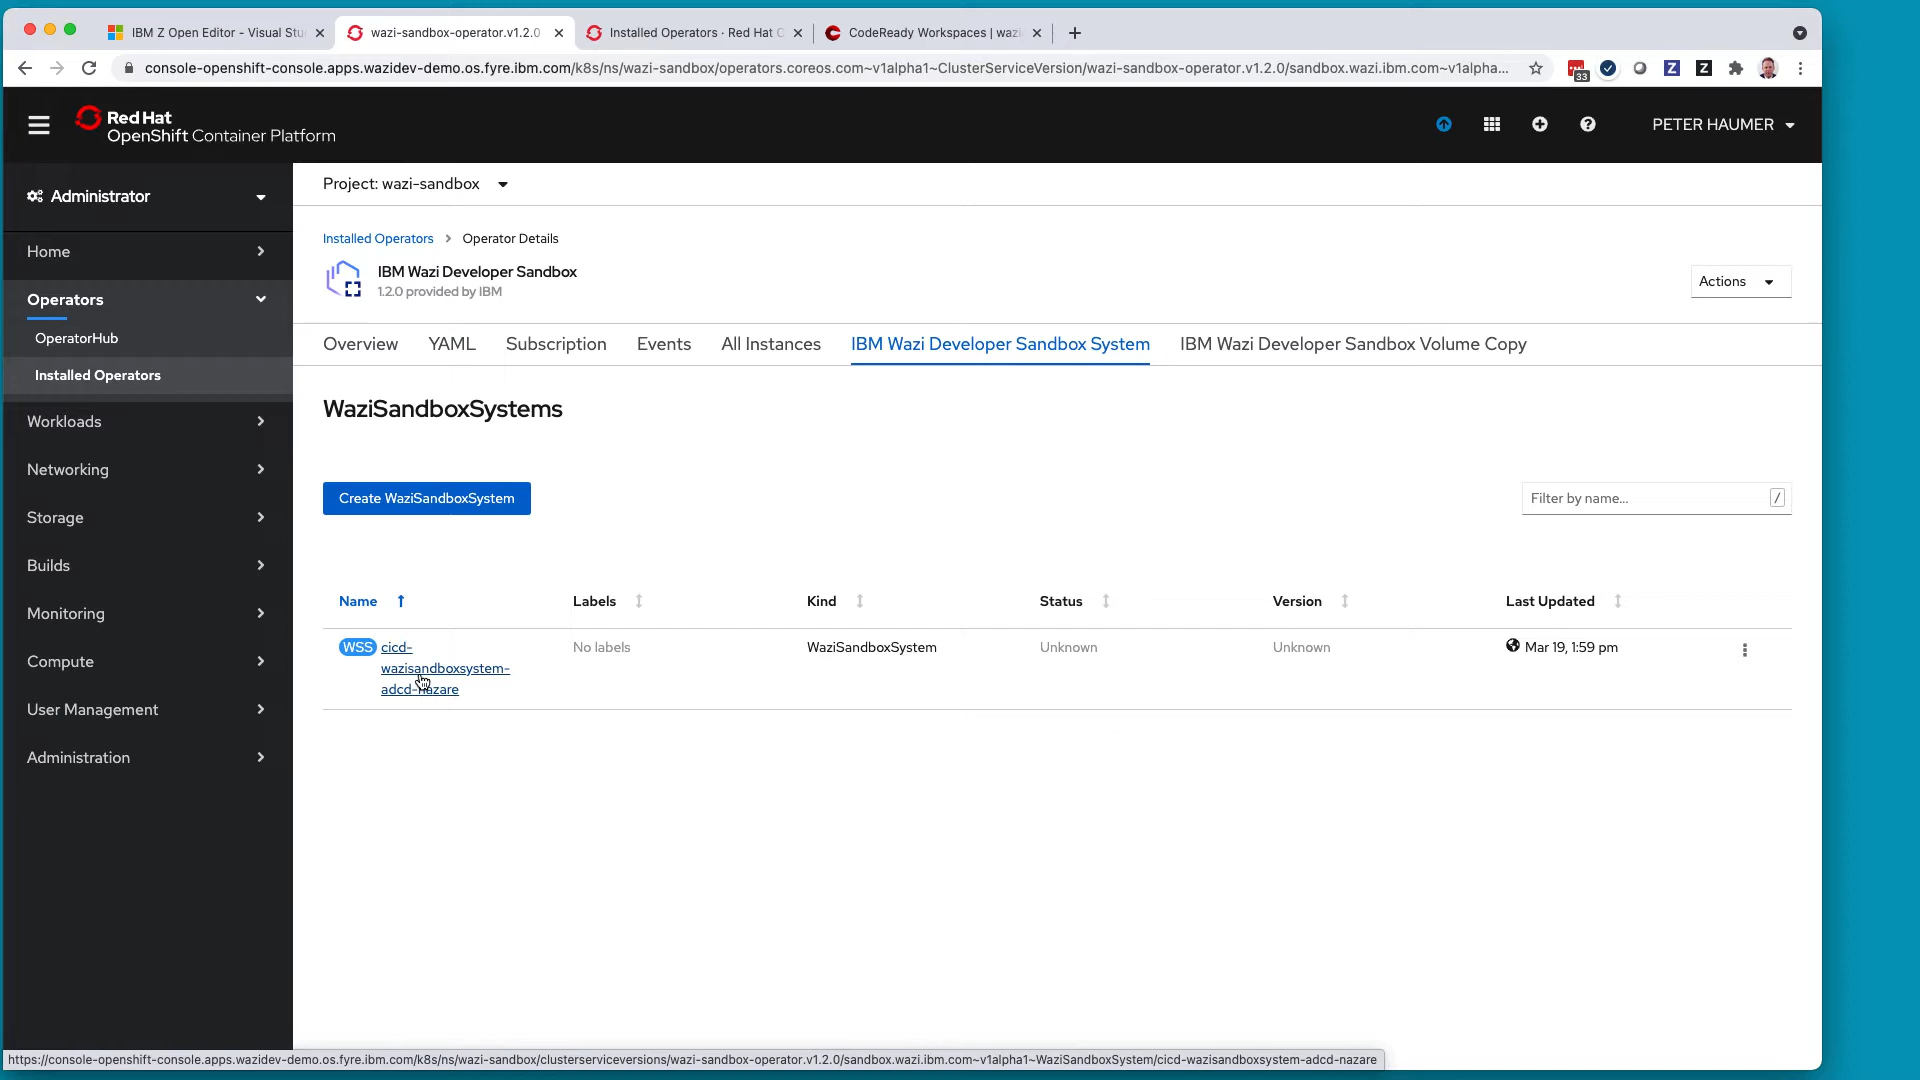 IBM Z Open Editor - Visual Stu
wazi-sandbox-operator.v1.2.0
Installed Operators · Red Hat O
CodeReady Workspaces | wazi
console-openshift-console.apps.wazidev-demo.os.fyre.ibm.com/k8s/ns/wazi-sandbox/operators.coreos.com~v1alpha1~ClusterServiceVersion/wazi-sandbox-operator.v1.2.0/sandbox.wazi.ibm.com~v1alpha...
33
Z
Z
Red Hat
OpenShift Container Platform
PETER HAUMER
Administrator
Home
Operators
OperatorHub
Installed Operators
Workloads
Networking
Storage
Builds
Monitoring
Compute
User Management
Administration
Project: wazi-sandbox
Installed Operators > Operator Details
IBM Wazi Developer Sandbox
1.2.0 provided by IBM
Actions
Overview YAML Subscription Events All Instances IBM Wazi Developer Sandbox System IBM Wazi Developer Sandbox Volume Copy
WaziSandboxSystems
Create WaziSandboxSystem
Filter by name...
/
Name Labels Kind Status Version Last Updated
WSS cicd-
wazisandboxsystem-
adcd-nazare
No labels
WaziSandboxSystem
Unknown
Unknown
Mar 19, 1:59 pm
https://console-openshift-console.apps.wazidev-demo.os.fyre.ibm.com/k8s/ns/wazi-sandbox/clusterserviceversions/wazi-sandbox-operator.v1.2.0/sandbox.wazi.ibm.com~v1alpha1~WaziSandboxSystem/cicd-wazisandboxsystem-adcd-nazare